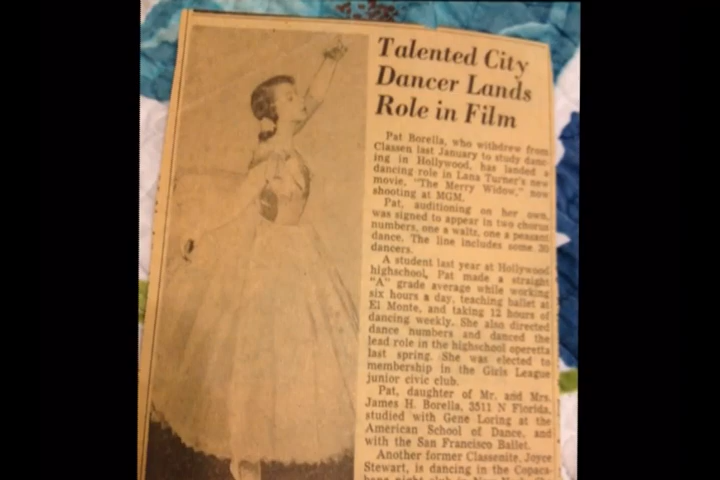 Talented City
Dancer Lands
Role in Film
Pat Borella, who withdrew from
Classen last January to study danc-
ing in Hollywood, has landed a
dancing role in Lana Turner's new
movie, "The Merry Widow," now
shooting at MGM.
Pat, auditioning on her own,
was signed to appear in two chorus
numbers, one a waltz, one a peasant
dance. The line includes some 20
dancers.
A student last year at Hollywood
highschool, Pat made a straight
"A" grade average while working
six hours a day, teaching ballet at
El Monte, and taking 12 hours of
dancing weekly. She also directed
dance numbers and danced the
lead role in the highschool operetta
last spring. She was elected to
membership in the Girls League
junior civic club.
Pat, daughter of Mr. and Mrs.
James H. Borella, 3511 N Florida,
studied with Gene Loring at the
American School of Dance, and
with the San Francisco Ballet.
Another former Classenite, Joyce
Stewart, is dancing in the Copaca-